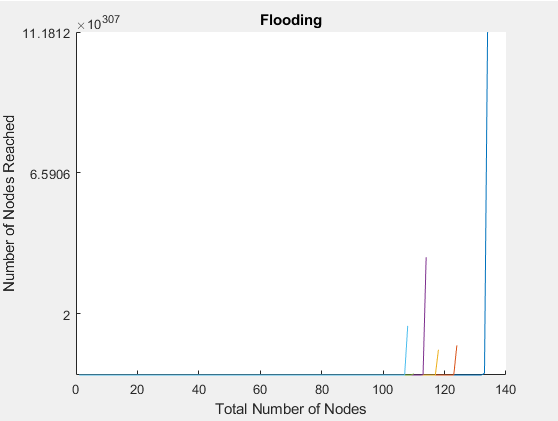 Flooding
×10^307
11.1812
6.5906
2
Number of Nodes Reached
0 20 40 60 80 100 120 140
Total Number of Nodes